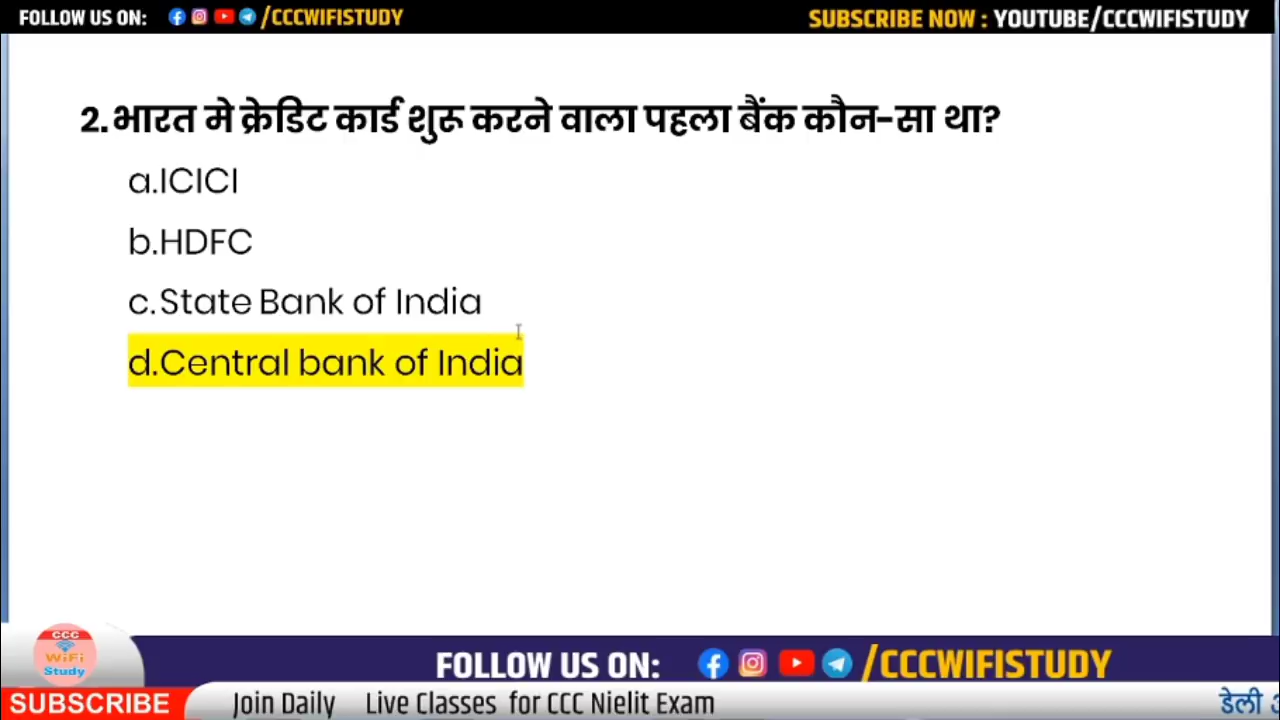 FOLLOW US ON: /CCCWIFISTUDY SUBSCRIBE NOW : YOUTUBE/CCCWIFISTUDY
2. भारत मे क्रेडिट कार्ड शुरू करने वाला पहला बैंक कौन-सा था?
a.ICICI
b.HDFC
c.State Bank of India
d.Central bank of India
CCC
WiFi
Study
FOLLOW US ON: /CCCWIFISTUDY
SUBSCRIBE Join Daily Live Classes for CCC Nielit Exam डेली